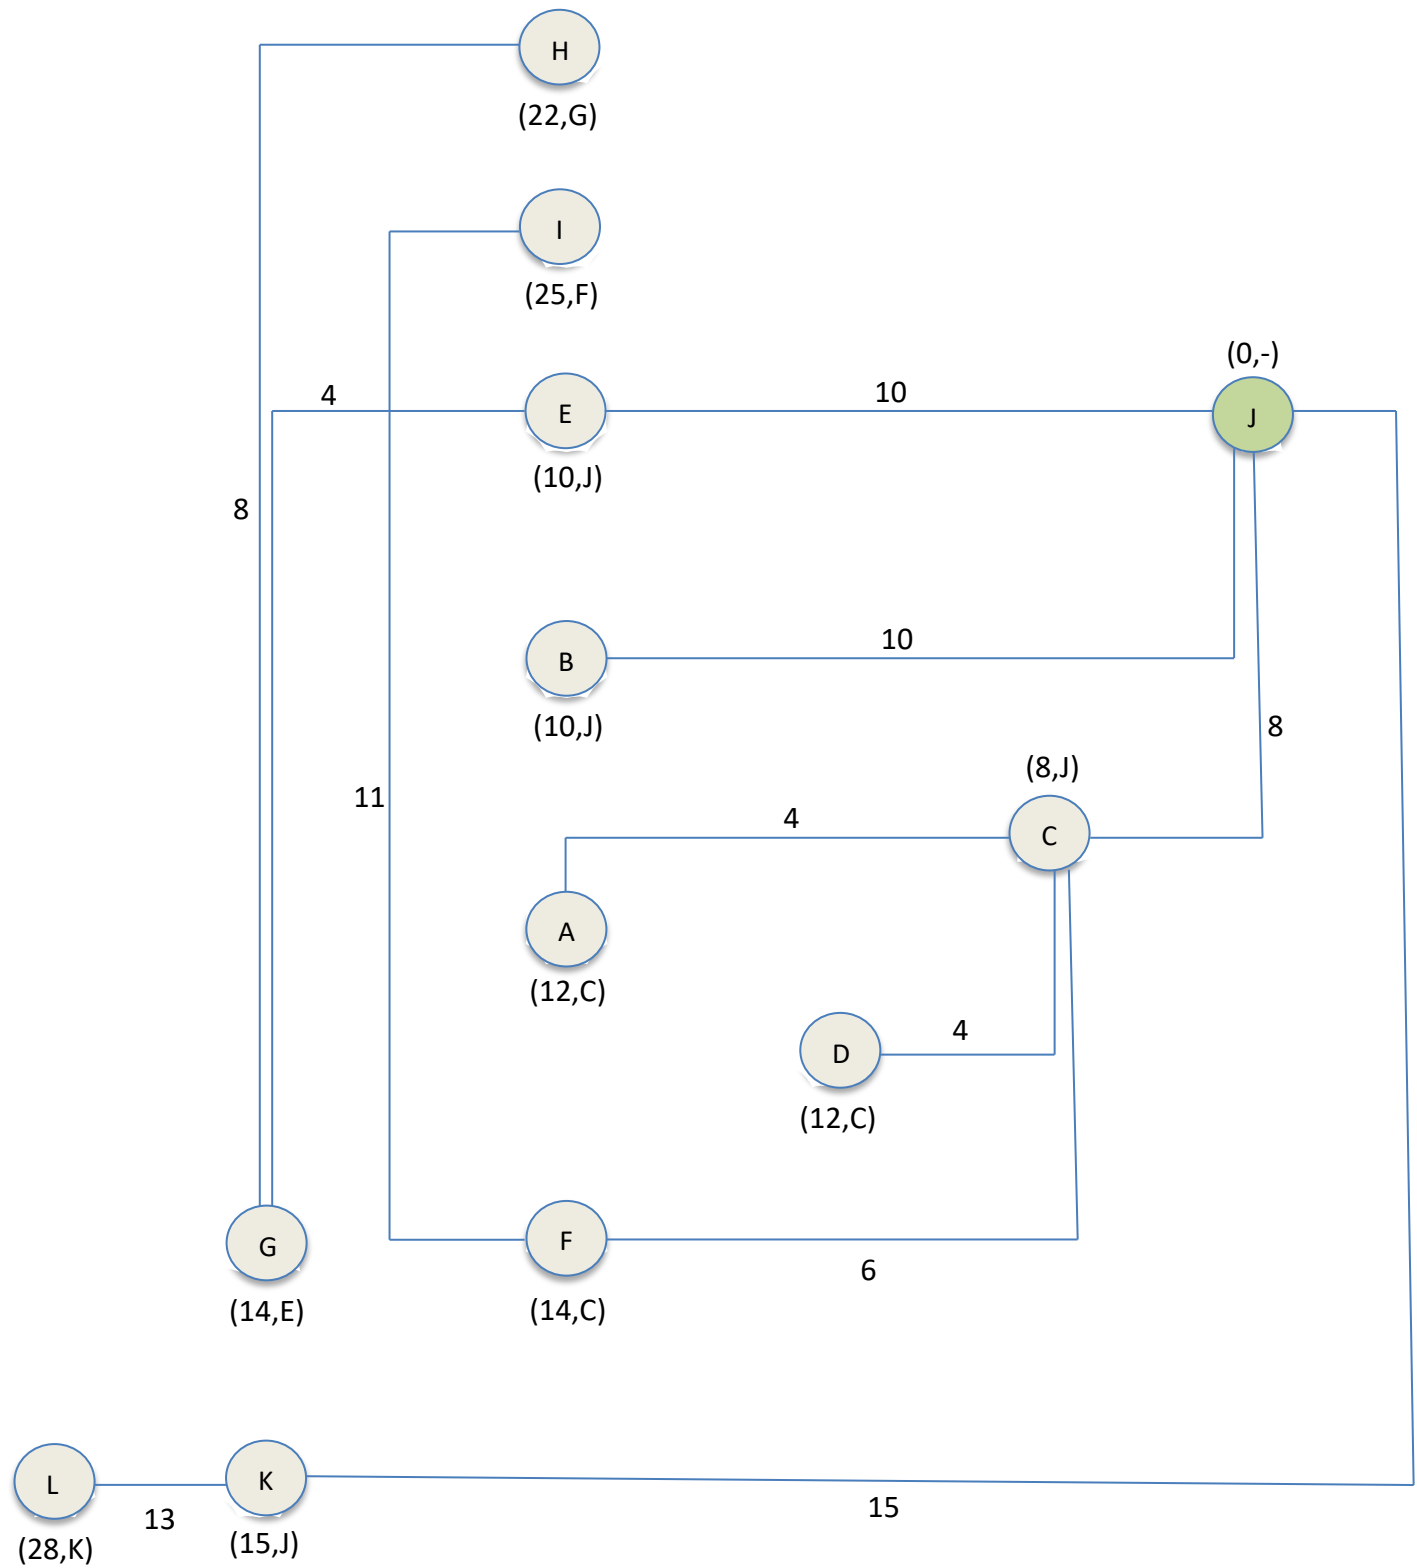 H
(22,G)
I
(25,F)
(0,-)
4
E
10
J
(10,J)
8
B
10
(10,J)
8
(8,J)
11
4
C
A
(12,C)
D
4
(12,C)
G
F
6
(14,E)
(14,C)
L
K
13
15
(28,K)
(15,J)